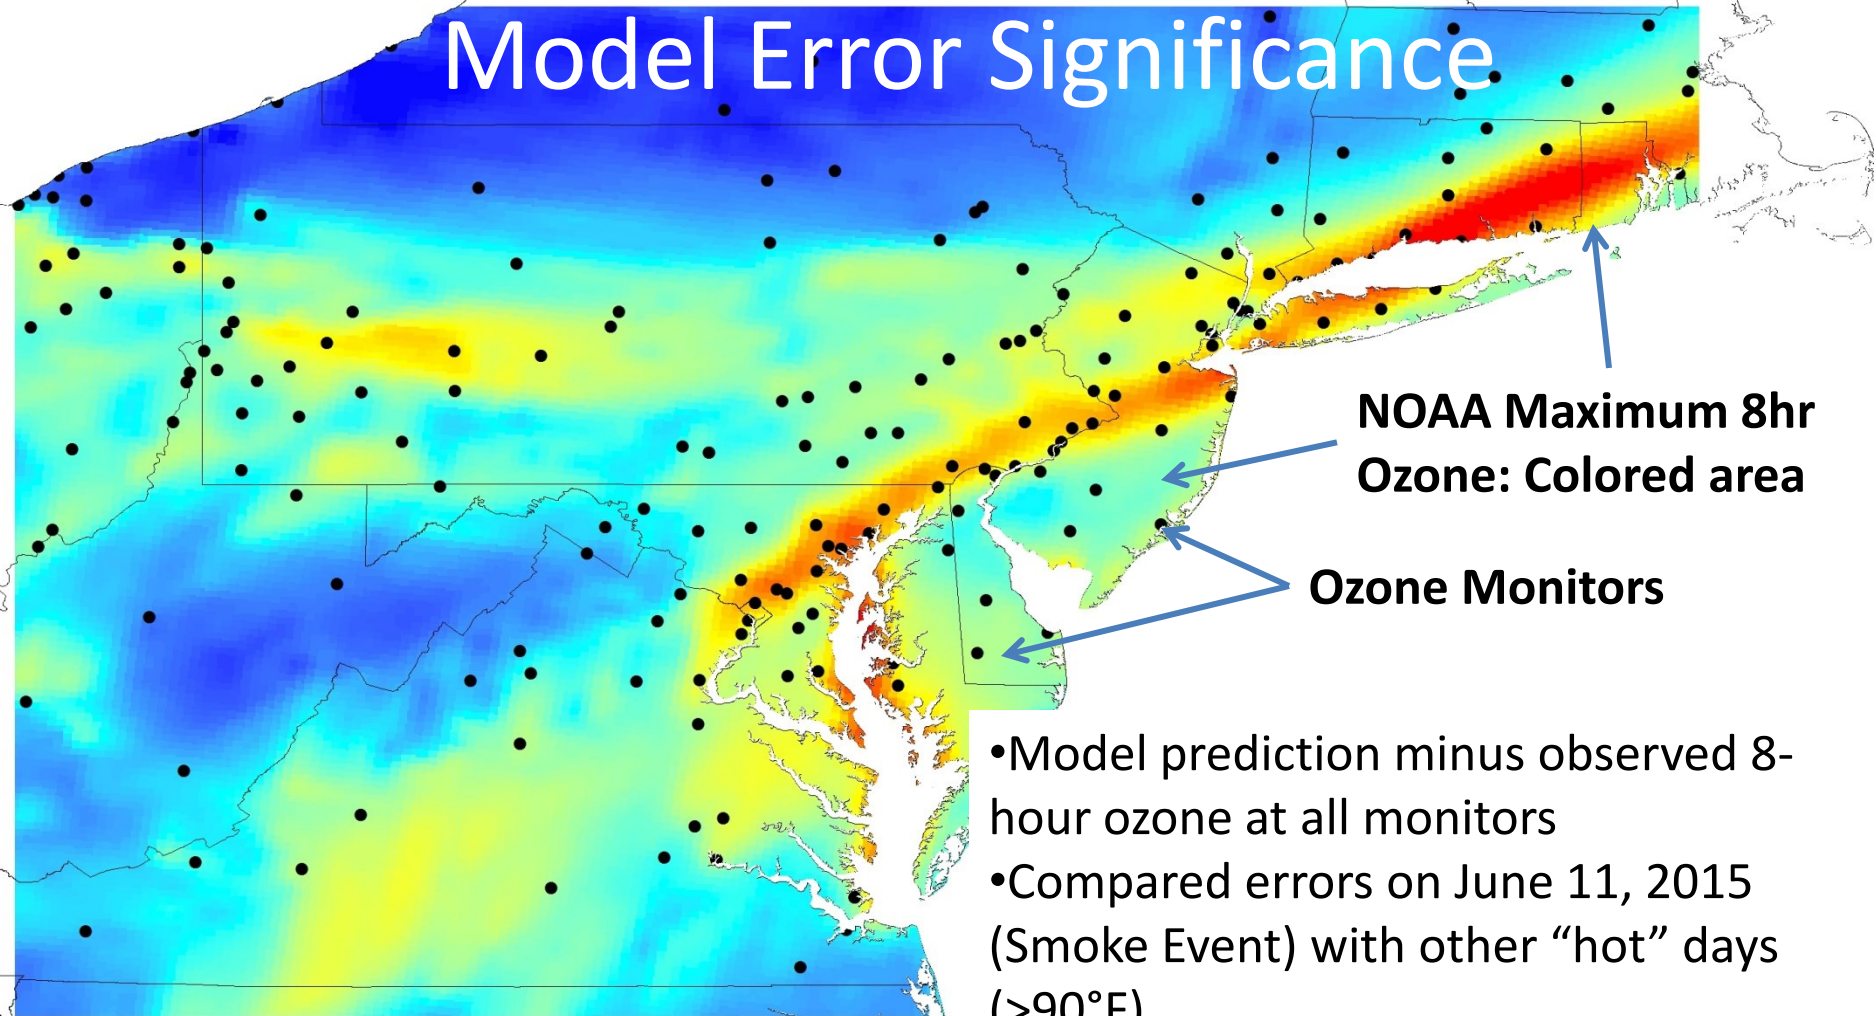 Model Error Significance
NOAA Maximum 8hr
Ozone: Colored area
Ozone Monitors
•Model prediction minus observed 8-
hour ozone at all monitors
•Compared errors on June 11, 2015
(Smoke Event) with other “hot” days
(>90°F)